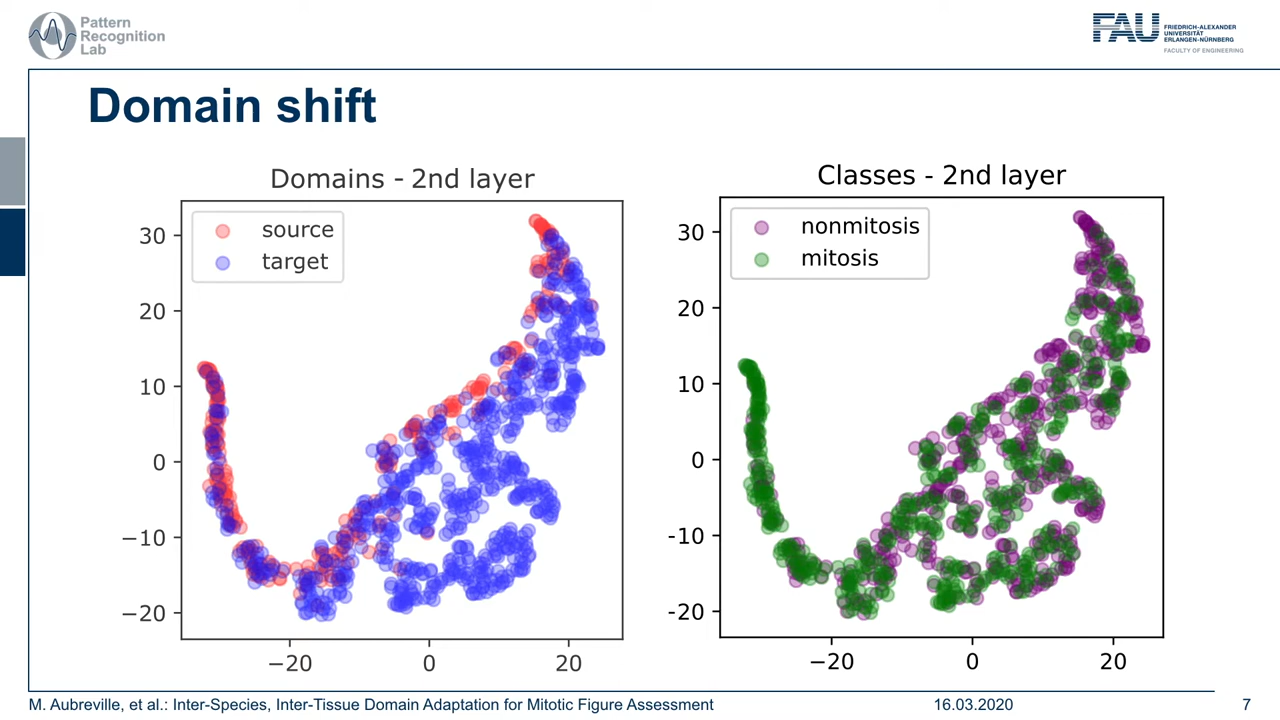 Pattern
Recognition
Lab
FAU
FRIEDRICH-ALEXANDER
UNIVERSITÄT
ERLANGEN-NÜRNBERG
FACULTY OF ENGINEERING
Domain shift
Domains - 2nd layer
source
target
30
20
10
0
−10
−20
−20
0
20
Classes - 2nd layer
nonmitosis
mitosis
30
20
10
0
-10
-20
−20
0
20
M. Aubreville, et al.: Inter-Species, Inter-Tissue Domain Adaptation for Mitotic Figure Assessment
16.03.2020
7